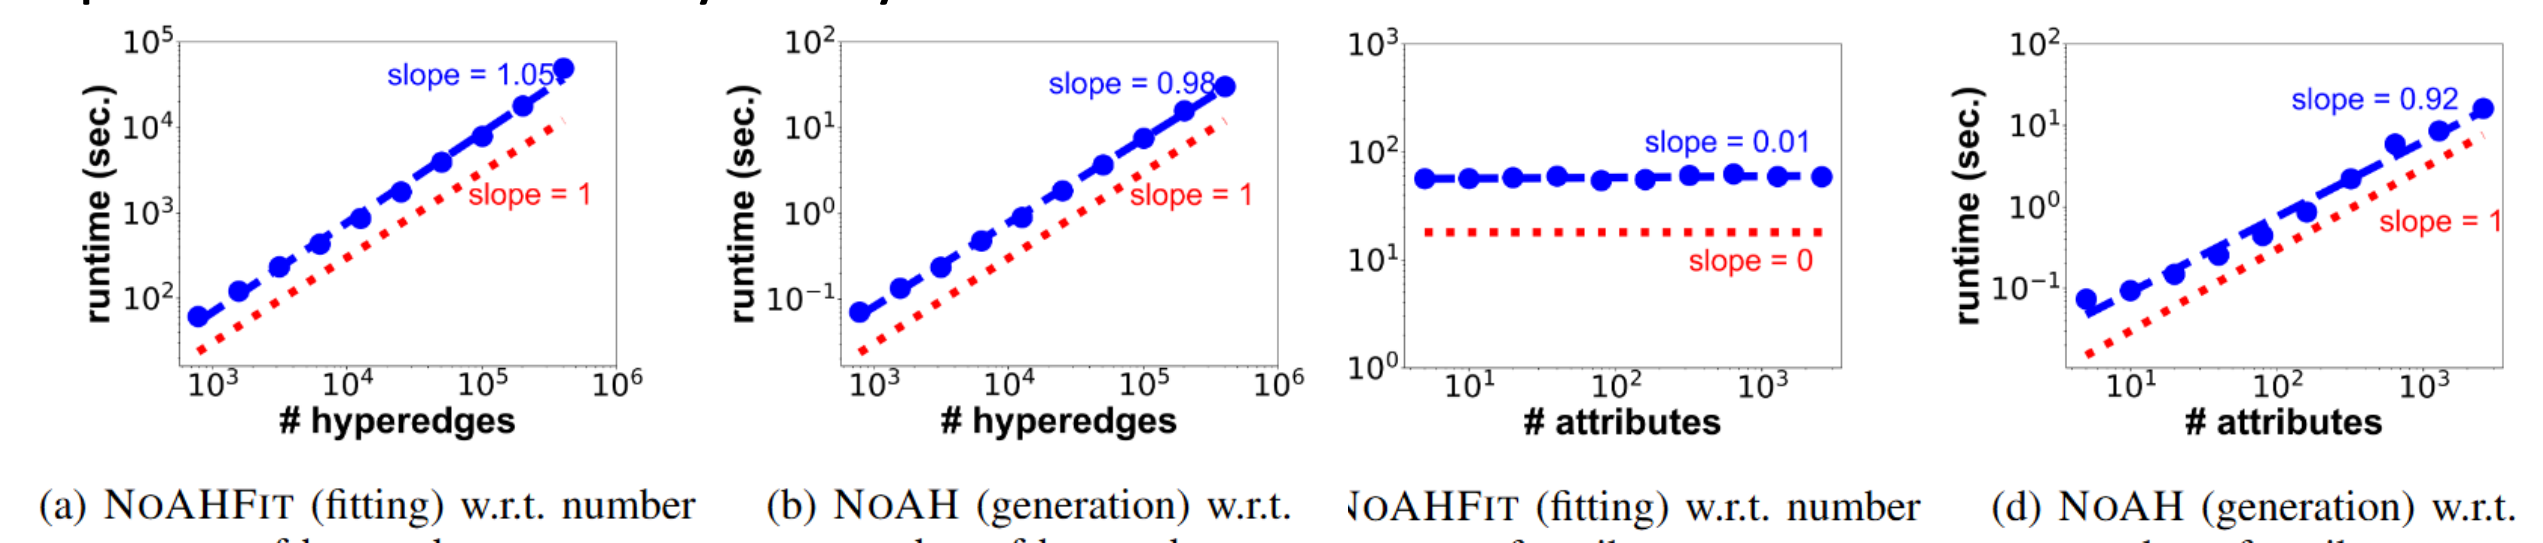 10^5
10^4
10^3
10^2
runtime (sec.)
slope = 1.05
slope = 1
10^3 10^4 10^5 10^6
# hyperedges
(a) NOAHFIT (fitting) w.r.t. number
10^2
10^1
10^0
10^−1
runtime (sec.)
slope = 0.98
slope = 1
10^3 10^4 10^5 10^6
# hyperedges
(b) NOAH (generation) w.r.t.
10^3
10^2
10^1
10^0
slope = 0.01
slope = 0
10^1 10^2 10^3
# attributes
NOAHFIT (fitting) w.r.t. number
10^2
10^1
10^0
10^−1
runtime (sec.)
slope = 0.92
slope = 1
10^1 10^2 10^3
# attributes
(d) NOAH (generation) w.r.t.